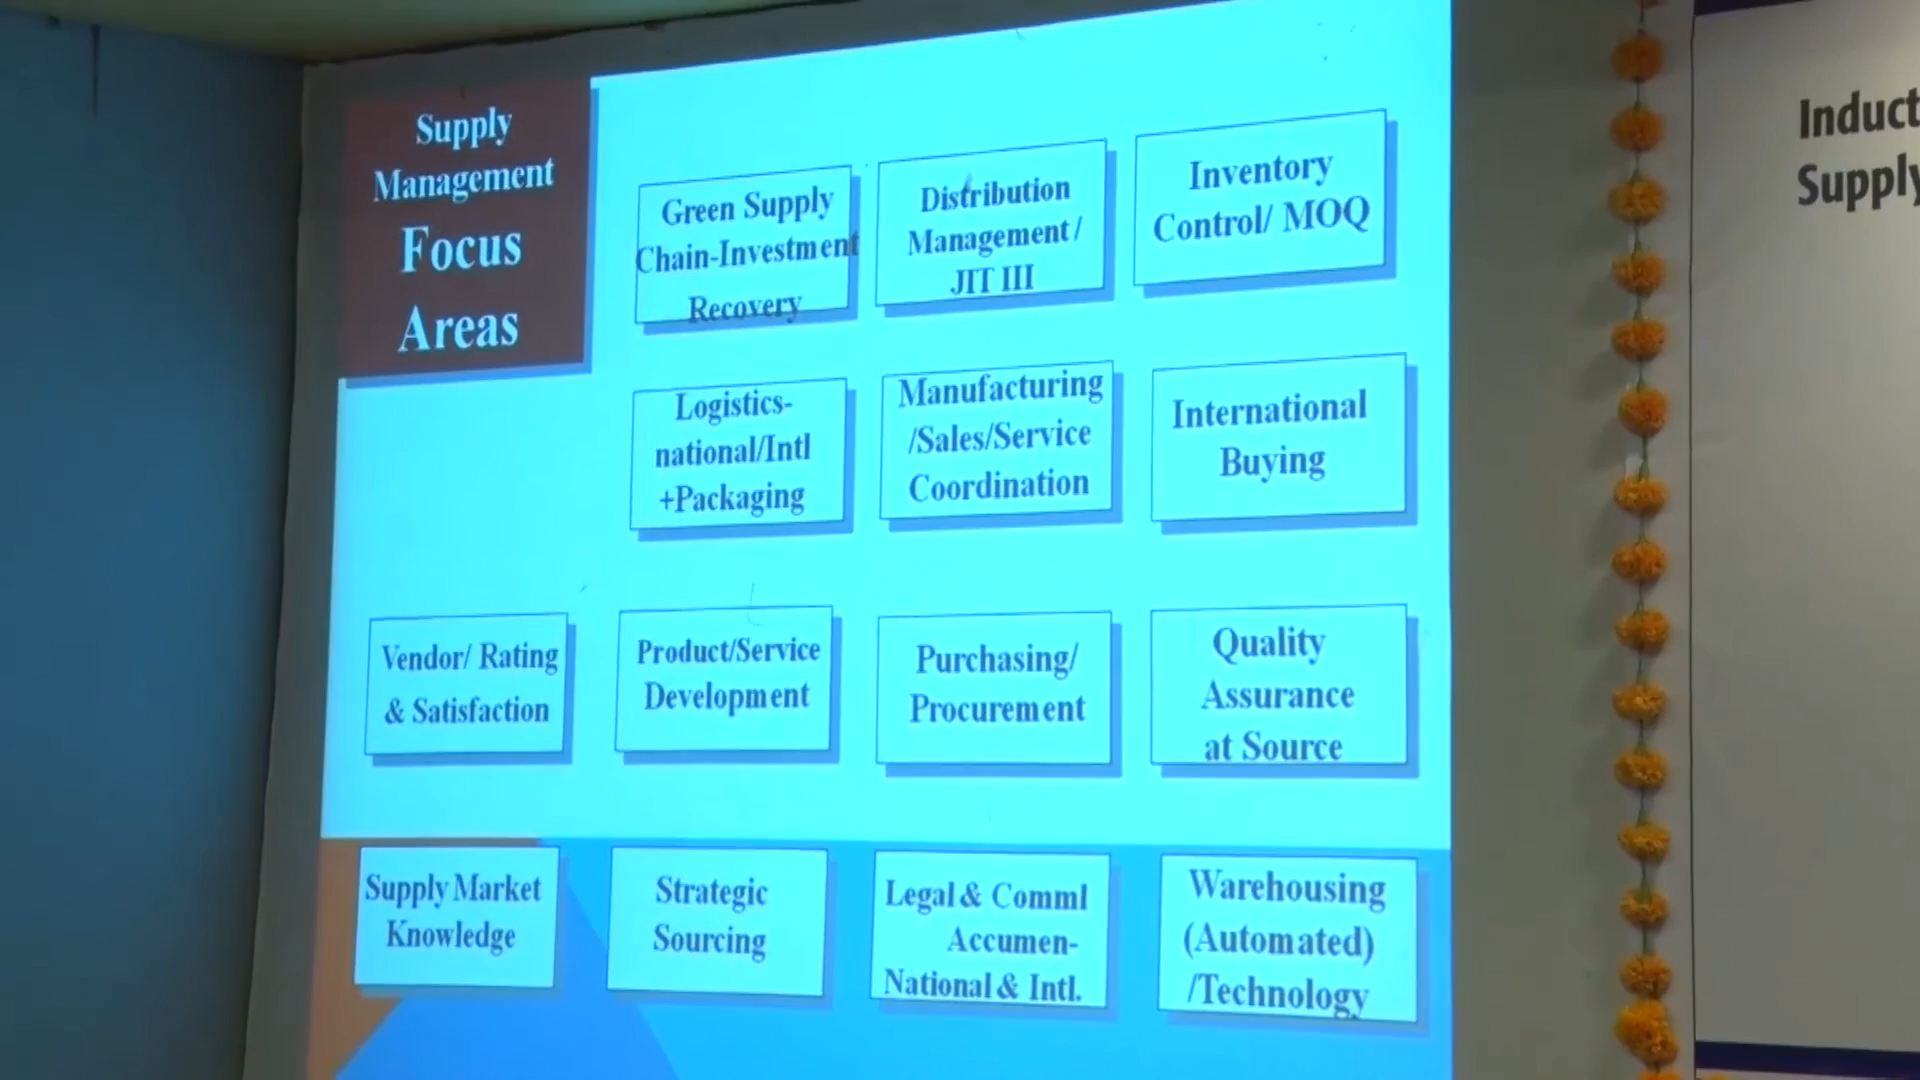 Supply
Management
Focus
Areas
Green Supply
Chain-Investment
Recovery
Distribution
Management/
JIT III
Inventory
Control/ MOQ
Logistics-
national/Intl
+Packaging
Manufacturing
/Sales/Service
Coordination
International
Buying
Vendor/ Rating
& Satisfaction
Product/Service
Development
Purchasing/
Procurement
Quality
Assurance
at Source
Supply Market
Knowledge
Strategic
Sourcing
Legal & Comml
Accumen-
National & Intl.
Warehousing
(Automated)
/Technology
Induct
Supply